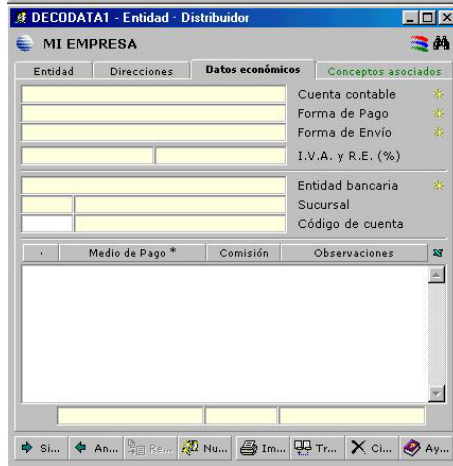 DECODATA1 - Entidad - Distribuidor
MI EMPRESA
Entidad Direcciones Datos económicos Conceptos asociados
Cuenta contable
Forma de Pago
Forma de Envío
I.V.A. y R.E. (%)
Entidad bancaria
Sucursal
Código de cuenta
Medio de Pago * Comisión Observaciones
Si... An... Re... Nu... Im... Tr... Ci... Ay...